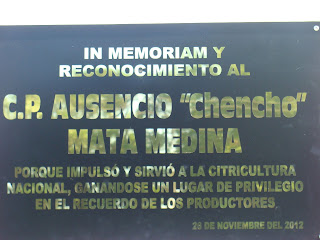 IN MEMORIAM Y
RECONOCIMIENTO AL
C.P. AUSENCIO "Chencho"
MATA MEDINA
PORQUE IMPULSÓ Y SIRVIÓ A LA CITRICULTURA
NACIONAL, GANANDOSE UN LUGAR DE PRIVILEGIO
EN EL RECUERDO DE LOS PRODUCTORES.
28 DE NOVIEMBRE DEL 2012